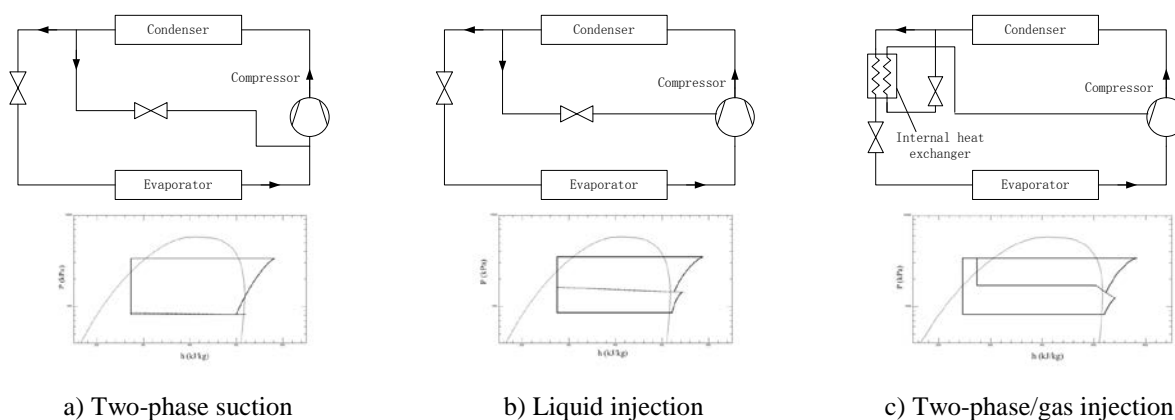 Condenser
Compressor
Evaporator
P (kPa)
h (kJ/kg)
a) Two-phase suction
Condenser
Compressor
Evaporator
P (kPa)
h (kJ/kg)
b) Liquid injection
Condenser
Compressor
Internal heat
exchanger
Evaporator
P (kPa)
h (kJ/kg)
c) Two-phase/gas injection